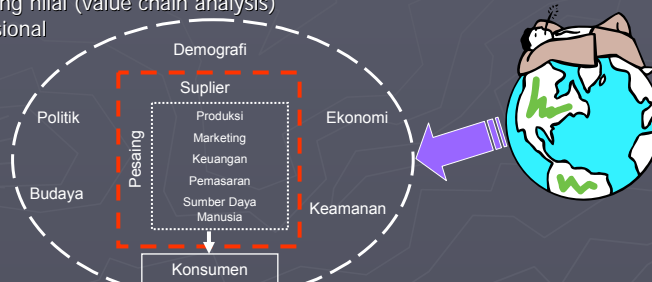 ng nilai (value chain analysis)
sional
Demografi
Suplier
Politik
Produksi
Ekonomi
Marketing
Pesaing
Keuangan
Pemasaran
Budaya
Sumber Daya
Manusia
Keamanan
Konsumen